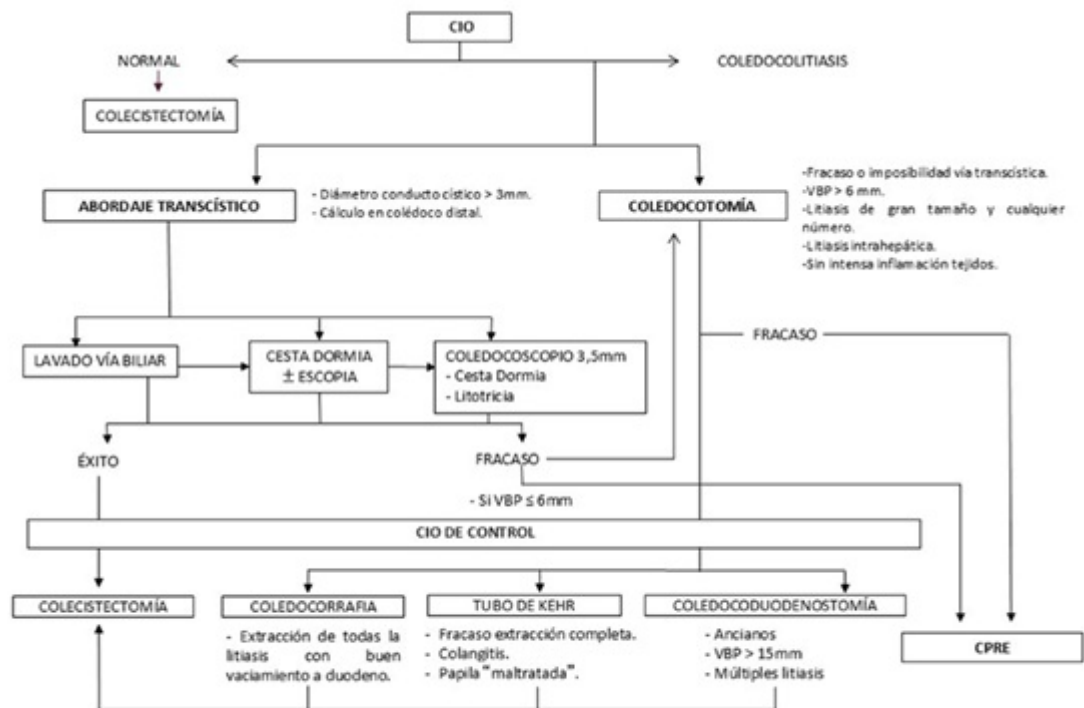 CIO
NORMAL
COLEDOCOLITIASIS
COLECISTECTOMÍA
ABORDAJE TRANSCÍSTICO
- Diámetro conducto cístico > 3mm.
- Cálculo en colédoco distal.
COLEDOCOTOMÍA
-Fracaso o imposibilidad vía transcística.
-VBP > 6 mm.
-Litiasis de gran tamaño y cualquier
número.
-Litiasis intrahepática.
-Sin intensa inflamación tejidos.
LAVADO VÍA BILIAR
CESTA DORMIA
± ESCOPIA
COLEDOCOSCOPIO 3,5mm
- Cesta Dormia
- Litotricia
FRACASO
ÉXITO
FRACASO
- Si VBP ≤ 6mm
CIO DE CONTROL
COLECISTECTOMÍA
COLEDOCORRAFIA
- Extracción de todas la
litiasis con buen
vaciamiento a duodeno.
TUBO DE KEHR
- Fracaso extracción completa.
- Colangitis.
- Papila "maltratada".
COLEDOCODUODENOSTOMÍA
- Ancianos
- VBP > 15mm
- Múltiples litiasis
CPRE